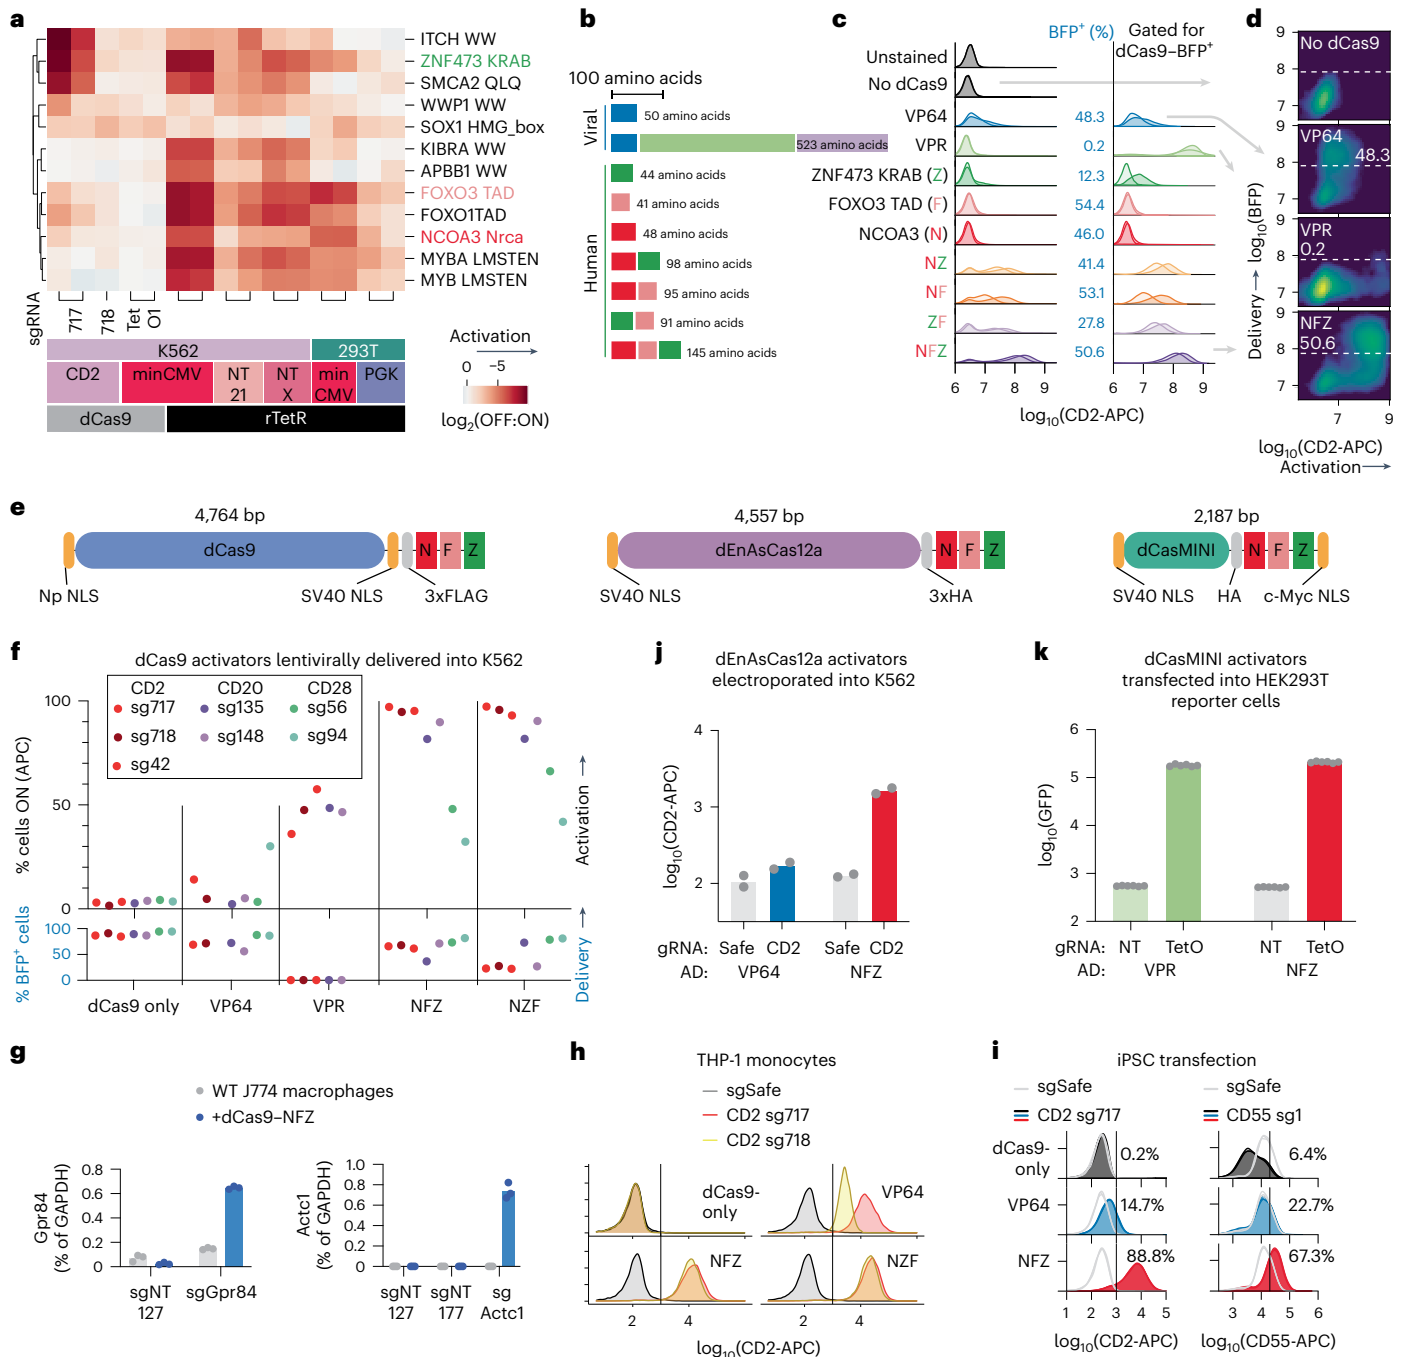 a
ITCH WW
ZNF473 KRAB
SMCA2 QLQ
WWP1 WW
SOX1 HMG_box
KIBRA WW
APBB1 WW
FOXO3 TAD
FOXO1TAD
NCOA3 Nrca
MYBA LMSTEN
MYB LMSTEN
sgRNA
717
718
Tet
O1
K562
293T
CD2
minCMV
NT
21
NT
X
min
CMV
PGK
dCas9
rTetR
Activation
0
−5
log2(OFF:ON)
b
100 amino acids
Viral
50 amino acids
523 amino acids
Human
44 amino acids
41 amino acids
48 amino acids
98 amino acids
95 amino acids
91 amino acids
145 amino acids
c
BFP+ (%)
Gated for
dCas9–BFP+
Unstained
No dCas9
VP64
48.3
VPR
0.2
ZNF473 KRAB (Z)
12.3
FOXO3 TAD (F)
54.4
NCOA3 (N)
46.0
NZ
41.4
NF
53.1
ZF
27.8
NFZ
50.6
6 7 8 9
6 7 8 9
log10(CD2-APC)
d
9
No dCas9
8
7
9
VP64
8
48.3
7
9
VPR
0.2
8
7
9
NFZ
50.6
8
7
7 9
Delivery
log10(BFP)
log10(CD2-APC)
Activation
e
4,764 bp
dCas9
N F Z
Np NLS
SV40 NLS
3xFLAG
4,557 bp
dEnAsCas12a
N F Z
SV40 NLS
3xHA
2,187 bp
dCasMINI
N F Z
SV40 NLS
HA
c-Myc NLS
f
dCas9 activators lentivirally delivered into K562
CD2
CD20
CD28
sg717
sg135
sg56
sg718
sg148
sg94
sg42
100
50
0
% cells ON (APC)
100
50
0
% BFP+ cells
Activation
Delivery
dCas9 only
VP64
VPR
NFZ
NZF
j
dEnAsCas12a activators
electroporated into K562
4
3
2
log10(CD2-APC)
gRNA: Safe CD2 Safe CD2
AD: VP64 NFZ
k
dCasMINI activators
transfected into HEK293T
reporter cells
6
5
4
3
2
log10(GFP)
gRNA: NT TetO NT TetO
AD: VPR NFZ
g
WT J774 macrophages
+dCas9–NFZ
0.8
0.6
0.4
0.2
0
Gpr84
(% of GAPDH)
sgNT
127
sgGpr84
1.0
0.8
0.6
0.4
0.2
0
Actc1
(% of GAPDH)
sgNT
127
sgNT
177
sg
Actc1
h
THP-1 monocytes
sgSafe
CD2 sg717
CD2 sg718
dCas9-
only
VP64
NFZ
NZF
2 4
2 4
log10(CD2-APC)
i
iPSC transfection
sgSafe
CD2 sg717
sgSafe
CD55 sg1
dCas9-
only
0.2%
6.4%
VP64
14.7%
22.7%
NFZ
88.8%
67.3%
1 2 3 4 5
3 4 5 6
log10(CD2-APC)
log10(CD55-APC)